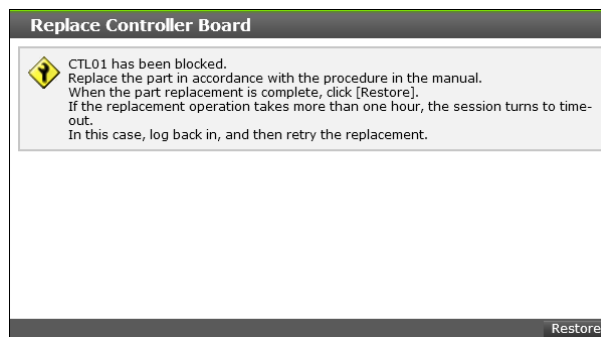 Replace Controller Board
CTL01 has been blocked.
Replace the part in accordance with the procedure in the manual.
When the part replacement is complete, click [Restore].
If the replacement operation takes more than one hour, the session turns to time-
out.
In this case, log back in, and then retry the replacement.
Restore